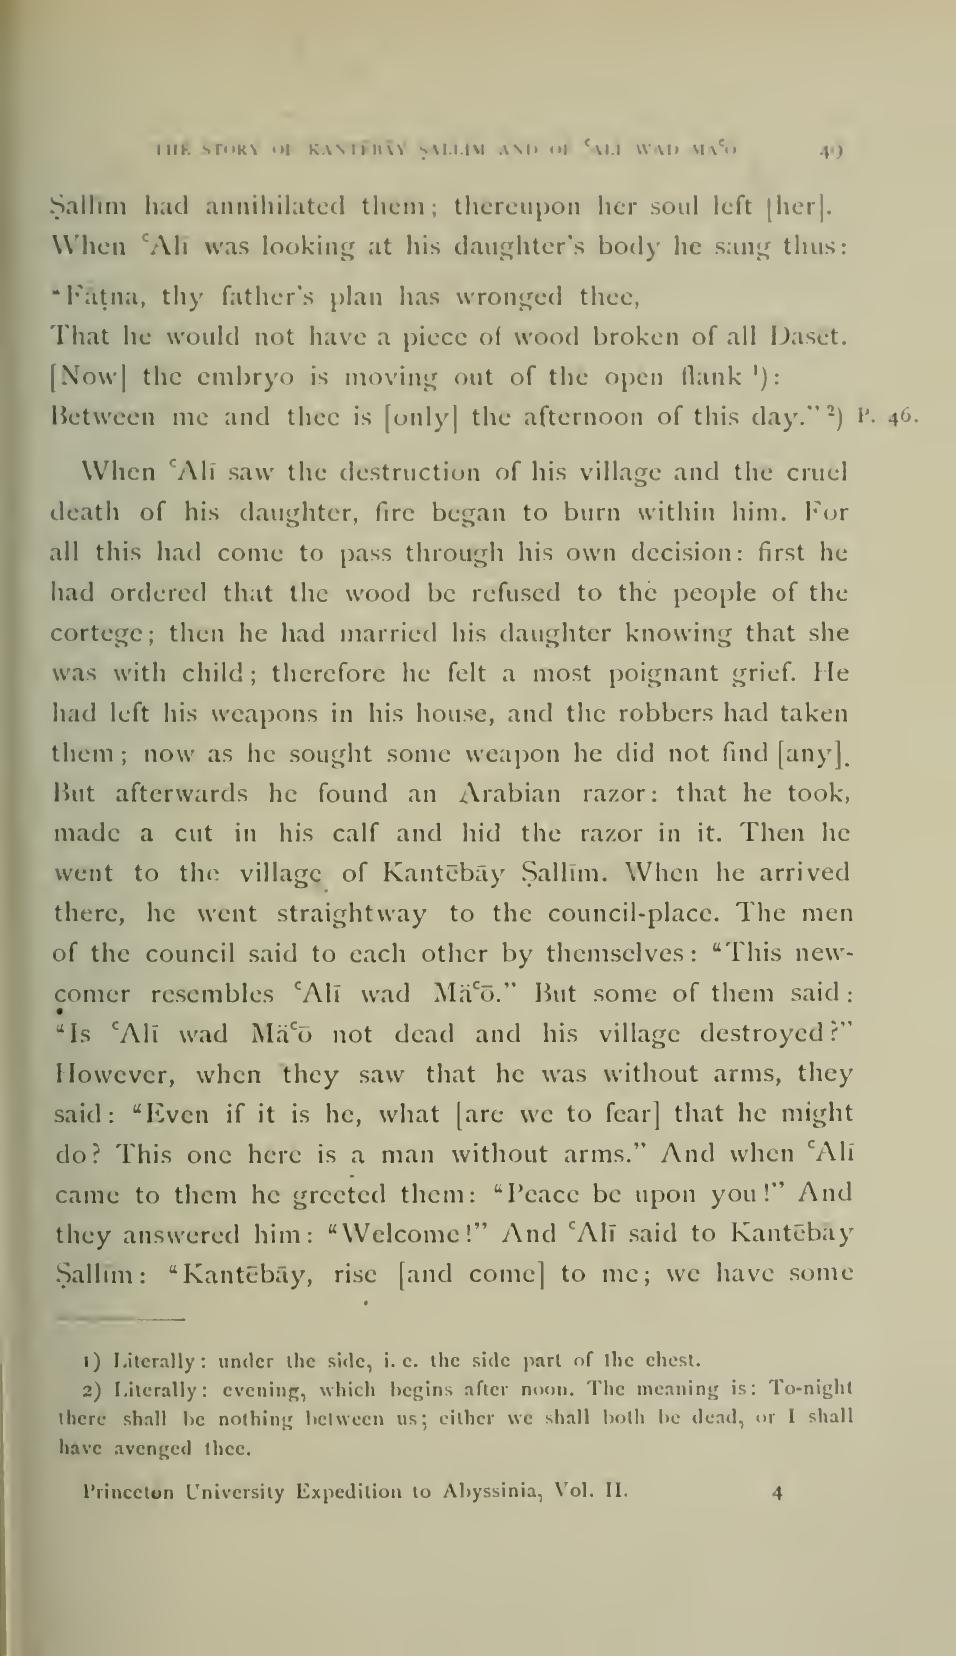 THE STORY OF KANTĒBĀY ṢALLĪM AND OF ʿALĪ WAD MĀʿŌ 49
Ṣallīm had annihilated them; thereupon her soul left [her].
When ʿAlī was looking at his daughter's body he sang thus:
“Fāṭna, thy father's plan has wronged thee,
That he would not have a piece of wood broken of all Daset.
[Now] the embryo is moving out of the open flank ¹):
Between me and thee is [only] the afternoon of this day.” ²) P. 46.
When ʿAlī saw the destruction of his village and the cruel
death of his daughter, fire began to burn within him. For
all this had come to pass through his own decision: first he
had ordered that the wood be refused to the people of the
cortege; then he had married his daughter knowing that she
was with child; therefore he felt a most poignant grief. He
had left his weapons in his house, and the robbers had taken
them; now as he sought some weapon he did not find [any].
But afterwards he found an Arabian razor: that he took,
made a cut in his calf and hid the razor in it. Then he
went to the village of Kantēbāy Ṣallīm. When he arrived
there, he went straightway to the council-place. The men
of the council said to each other by themselves: “This new-
comer resembles ʿAlī wad Mäʿō.” But some of them said:
“Is ʿAlī wad Mäʿō not dead and his village destroyed?”
However, when they saw that he was without arms, they
said: “Even if it is he, what [are we to fear] that he might
do? This one here is a man without arms.” And when ʿAlī
came to them he greeted them: “Peace be upon you!” And
they answered him: “Welcome!” And ʿAlī said to Kantēbāy
Ṣallīm: “Kantēbāy, rise [and come] to me; we have some
1) Literally: under the side, i. e. the side part of the chest.
2) Literally: evening, which begins after noon. The meaning is: To-night
there shall be nothing between us; either we shall both be dead, or I shall
have avenged thee.
Princeton University Expedition to Abyssinia, Vol. II. 4